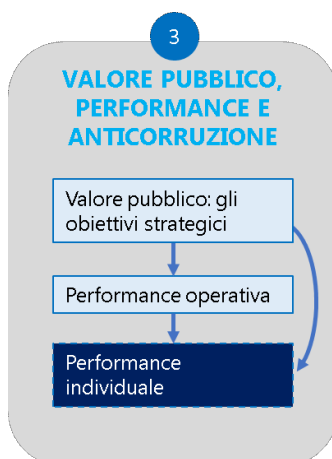 3
VALORE PUBBLICO,
PERFORMANCE E
ANTICORRUZIONE
Valore pubblico: gli
obiettivi strategici
Performance operativa
Performance
individuale